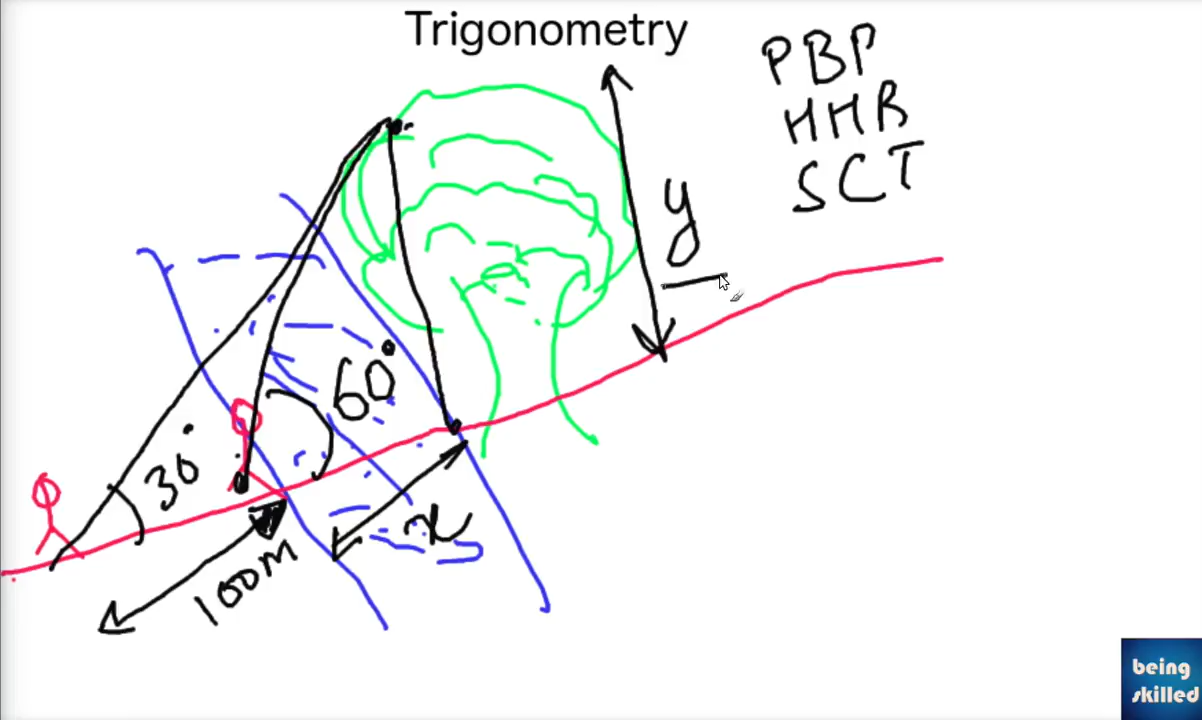 Trigonometry
PBP
HHB
SCT
y
60°
30°
x
100M
being
skilled